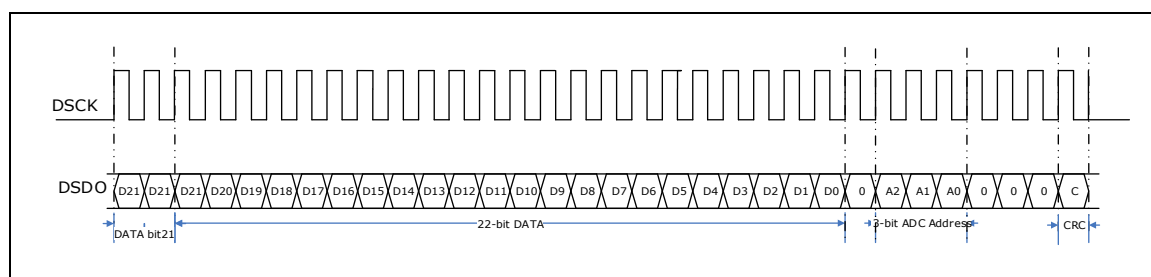 DSCK
DSDO D21 D21 D21 D20 D19 D18 D17 D16 D15 D14 D13 D12 D11 D10 D9 D8 D7 D6 D5 D4 D3 D2 D1 D0 0 A2 A1 A0 0 0 0 C
DATA bit21 22-bit DATA 3-bit ADC Address CRC